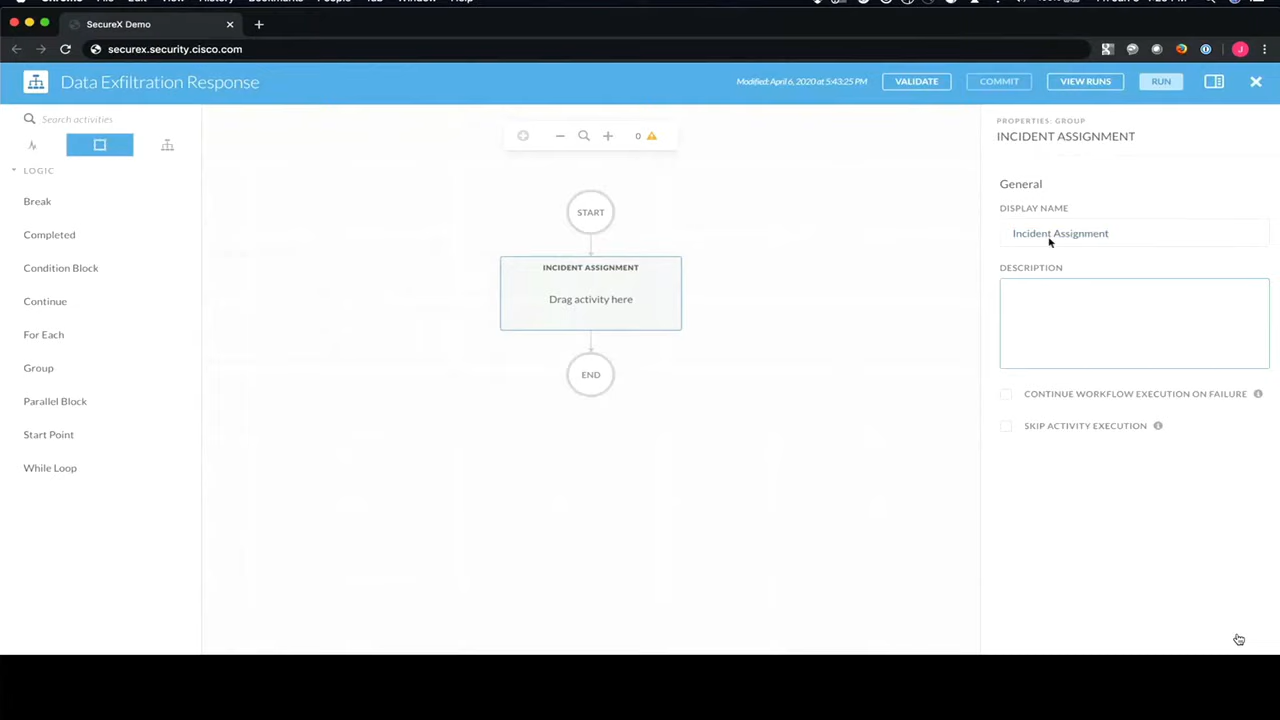 SecureX Demo
securex.security.cisco.com
Data Exfiltration Response
Modified: April 6, 2020 at 5:43:25 PM
VALIDATE
COMMIT
VIEW RUNS
RUN
Search activities
LOGIC
Break
Completed
Condition Block
Continue
For Each
Group
Parallel Block
Start Point
While Loop
0
START
INCIDENT ASSIGNMENT
Drag activity here
END
PROPERTIES: GROUP
INCIDENT ASSIGNMENT
General
DISPLAY NAME
Incident Assignment
DESCRIPTION
CONTINUE WORKFLOW EXECUTION ON FAILURE
SKIP ACTIVITY EXECUTION
J